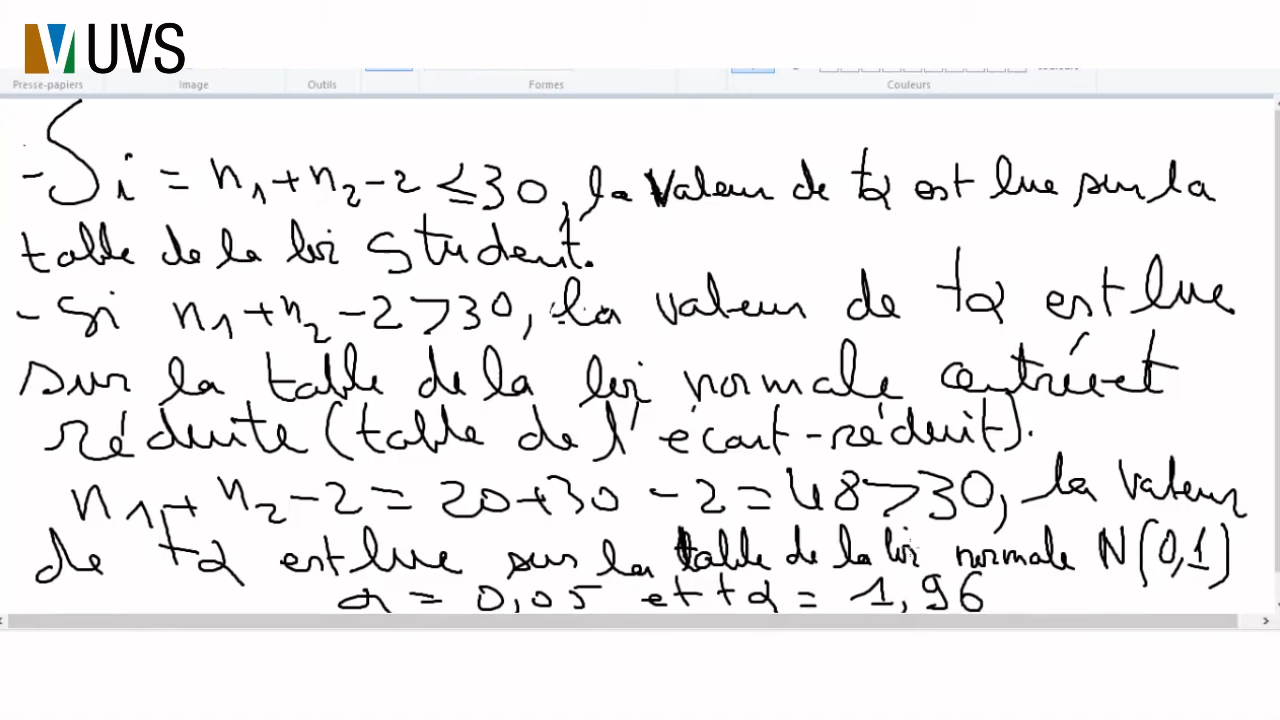 UVS
Presse-papiers Image Outils Formes Couleurs
- Si = n₁ + n₂ - 2 ≤ 30, la valeur de tα est lue sur la
table de la loi Student.
- Si n₁ + n₂ - 2 > 30, la valeur de tα est lue
sur la table de la loi normale centrée et
réduite (table de l'écart-réduit).
n₁ + n₂ - 2 = 20 + 30 - 2 = 48 > 30, la valeur
de tα est lue sur la table de la loi normale N(0,1)
α = 0,05 et tα = 1,96